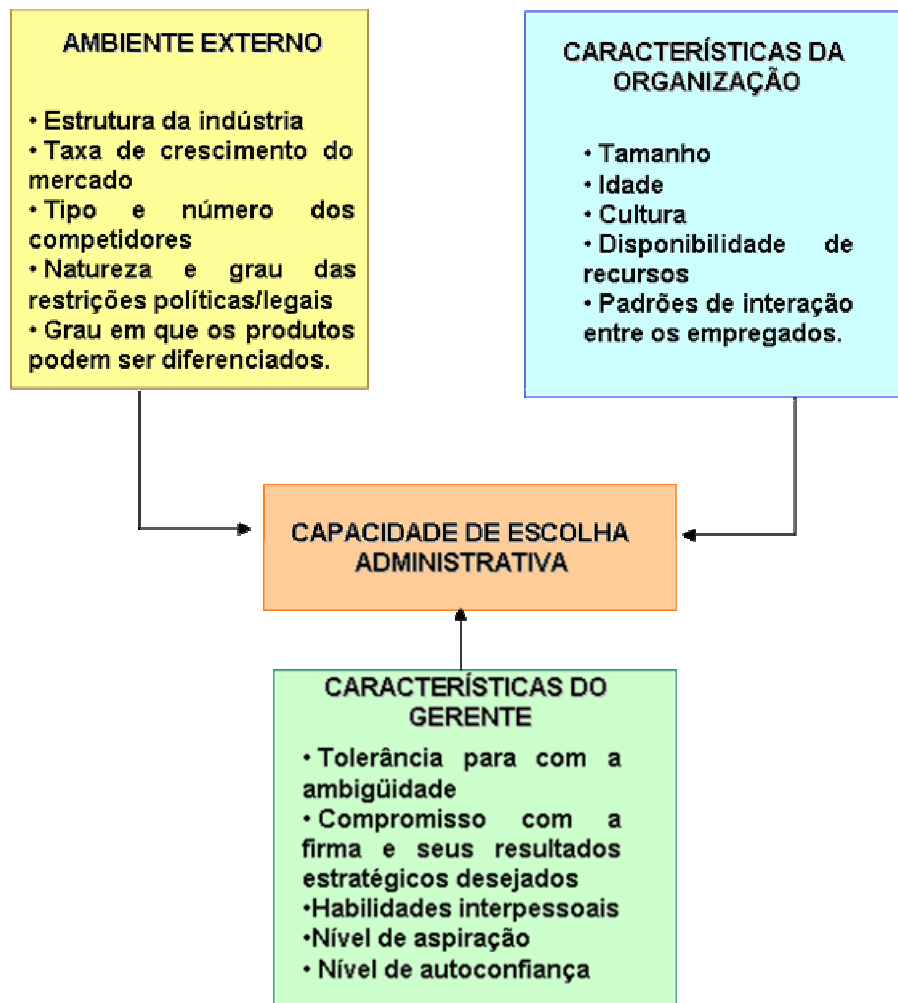 AMBIENTE EXTERNO
• Estrutura da indústria
• Taxa de crescimento do
mercado
• Tipo e número dos
competidores
• Natureza e grau das
restrições políticas/legais
• Grau em que os produtos
podem ser diferenciados.
CARACTERÍSTICAS DA
ORGANIZAÇÃO
• Tamanho
• Idade
• Cultura
• Disponibilidade de
recursos
• Padrões de interação
entre os empregados.
CAPACIDADE DE ESCOLHA
ADMINISTRATIVA
CARACTERÍSTICAS DO
GERENTE
• Tolerância para com a
ambigüidade
• Compromisso com a
firma e seus resultados
estratégicos desejados
•Habilidades interpessoais
•Nível de aspiração
• Nível de autoconfiança